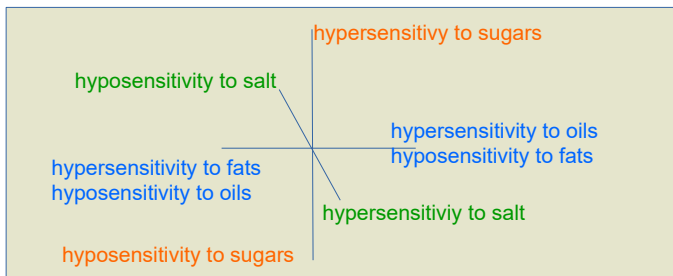 hypersensitivy to sugars
hyposensitivity to salt
hypersensitivity to oils
hyposensitivity to fats
hypersensitivity to fats
hyposensitivity to oils
hypersensitiviy to salt
hyposensitivity to sugars